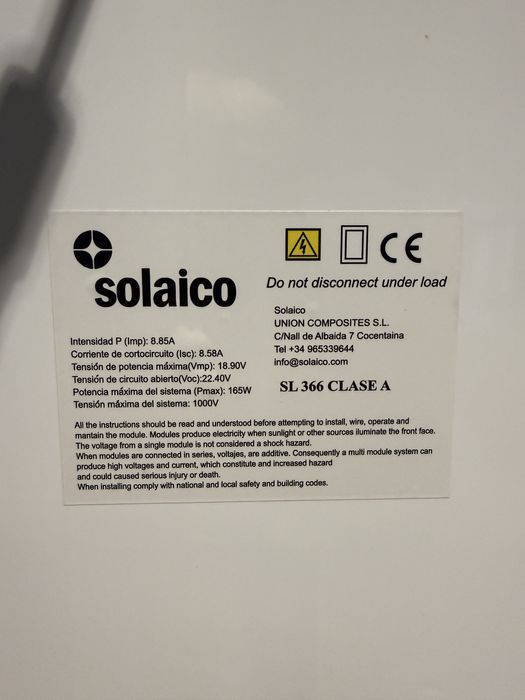 solaico
CE
Do not disconnect under load
Solaico
UNION COMPOSITES S.L.
C/Nall de Albaida 7 Cocentaina
Tel +34 965339644
info@solaico.com
SL 366 CLASE A
Intensidad P (Imp): 8.85A
Corriente de cortocircuito (Isc): 8.58A
Tensión de potencia máxima(Vmp): 18.90V
Tensión de circuito abierto(Voc):22.40V
Potencia máxima del sistema (Pmax): 165W
Tensión máxima del sistema: 1000V
All the instructions should be read and understood before attempting to install, wire, operate and
mantain the module. Modules produce electricity when sunlight or other sources iluminate the front face.
The voltage from a single module is not considered a shock hazard.
When modules are connected in series, voltajes, are additive. Consequently a multi module system can
produce high voltages and current, which constitute and increased hazard
and could caused serious injury or death.
When installing comply with national and local safety and building codes.